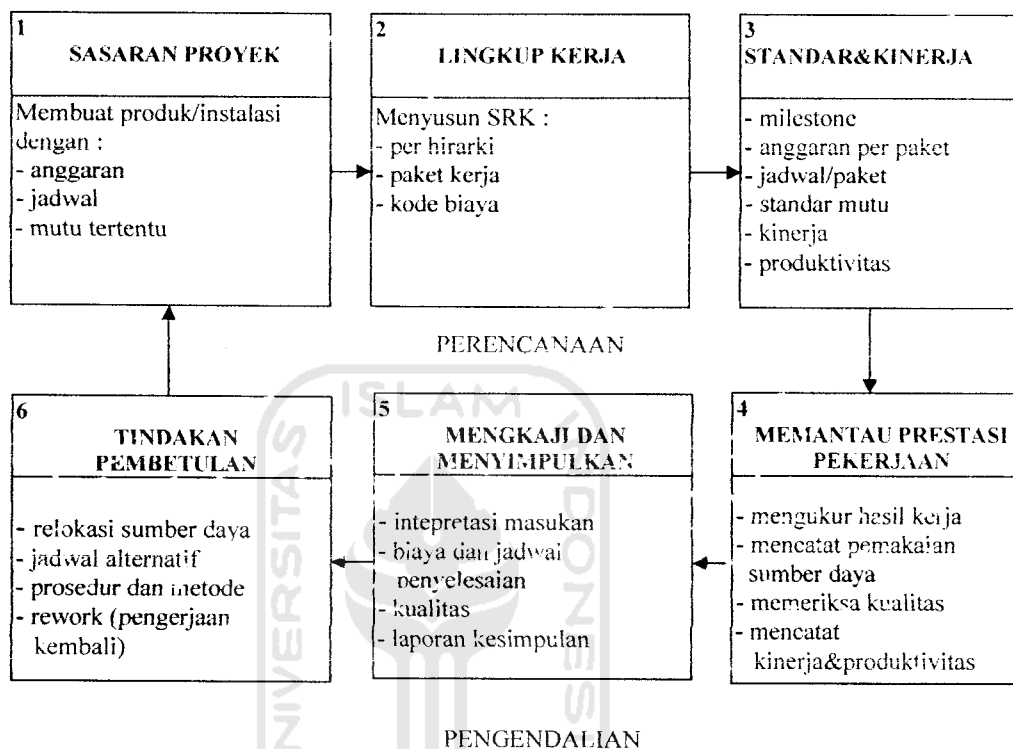 1
SASARAN PROYEK
Membuat produk/instalasi
dengan :
- anggaran
- jadwal
- mutu tertentu
2
LINGKUP KERJA
Menyusun SRK :
- per hirarki
- paket kerja
- kode biaya
3
STANDAR&KINERJA
- milestone
- anggaran per paket
- jadwal/paket
- standar mutu
- kinerja
- produktivitas
PERENCANAAN
4
MEMANTAU PRESTASI
PEKERJAAN
- mengukur hasil kerja
- mencatat pemakaian
sumber daya
- memeriksa kualitas
- mencatat
kinerja&produktivitas
5
MENGKAJI DAN
MENYIMPULKAN
- intepretasi masukan
- biaya dan jadwal
penyelesaian
- kualitas
- laporan kesimpulan
6
TINDAKAN
PEMBETULAN
- relokasi sumber daya
- jadwal alternatif
- prosedur dan metode
- rework (pengerjaan
kembali)
PENGENDALIAN
ISLAM
UNIVERSITAS